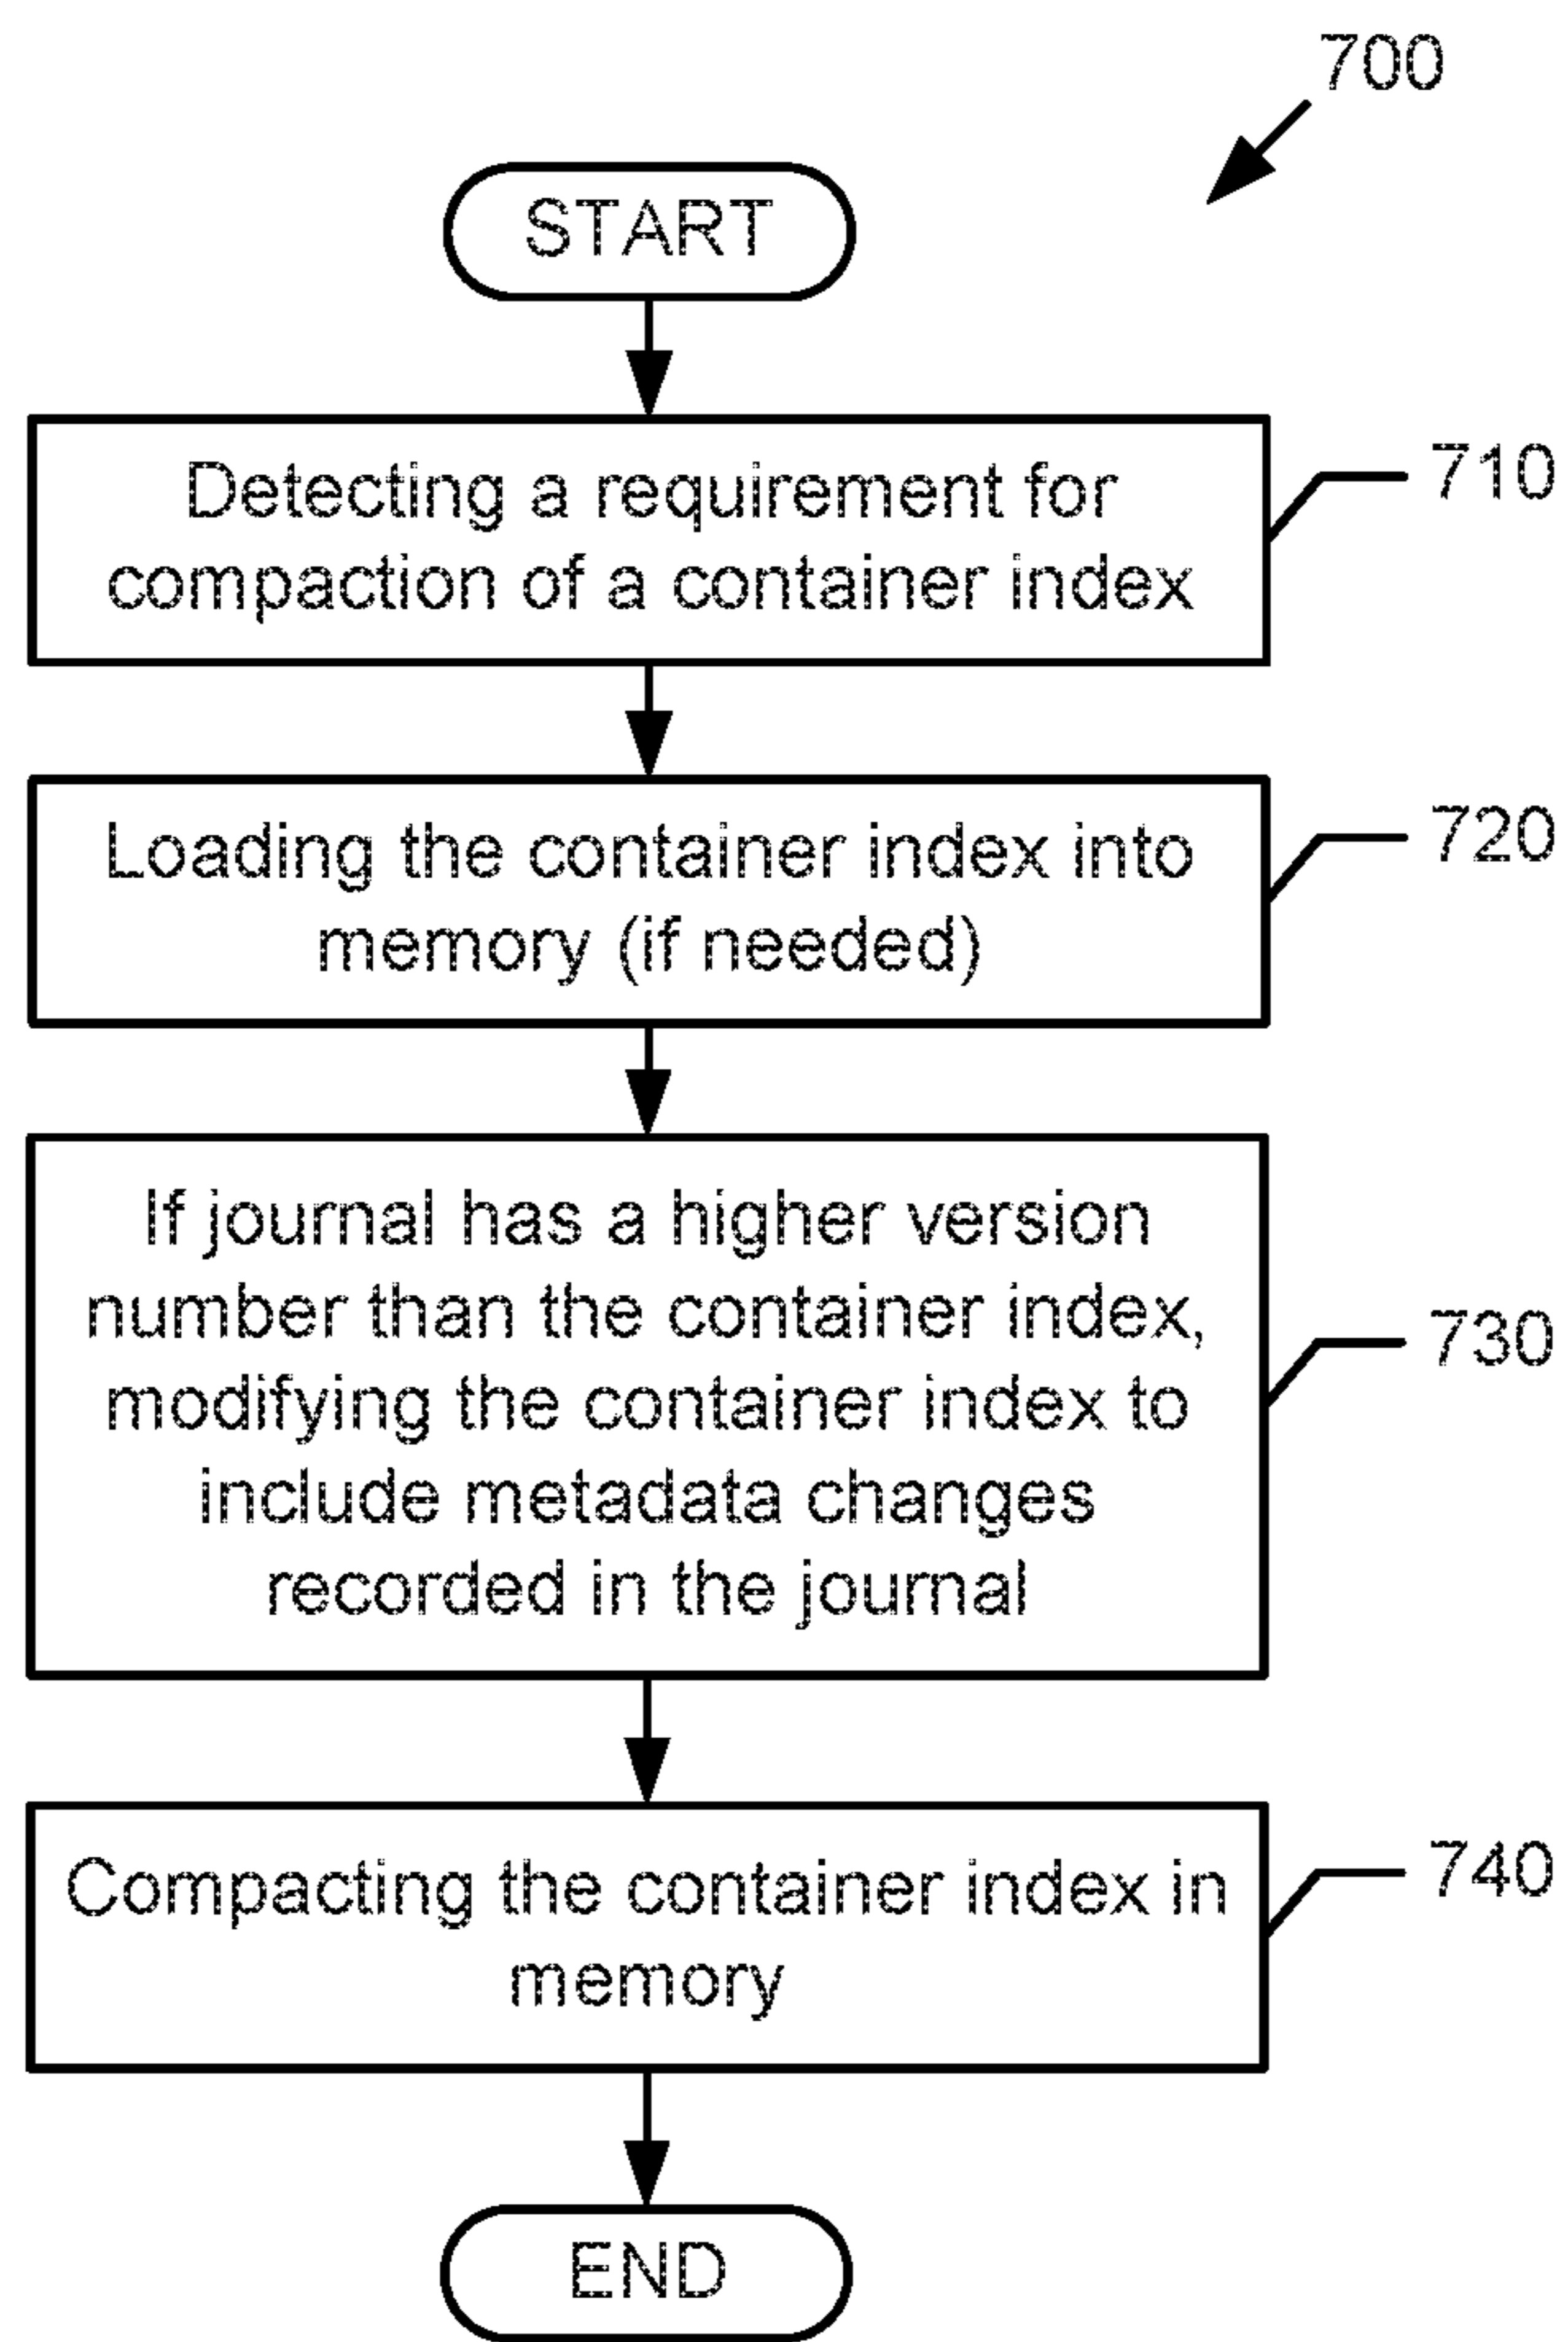 700
START
Detecting a requirement for
compaction of a container index
710
Loading the container index into
memory (if needed)
720
If journal has a higher version
number than the container index,
modifying the container index to
include metadata changes
recorded in the journal
730
Compacting the container index in
memory
740
END